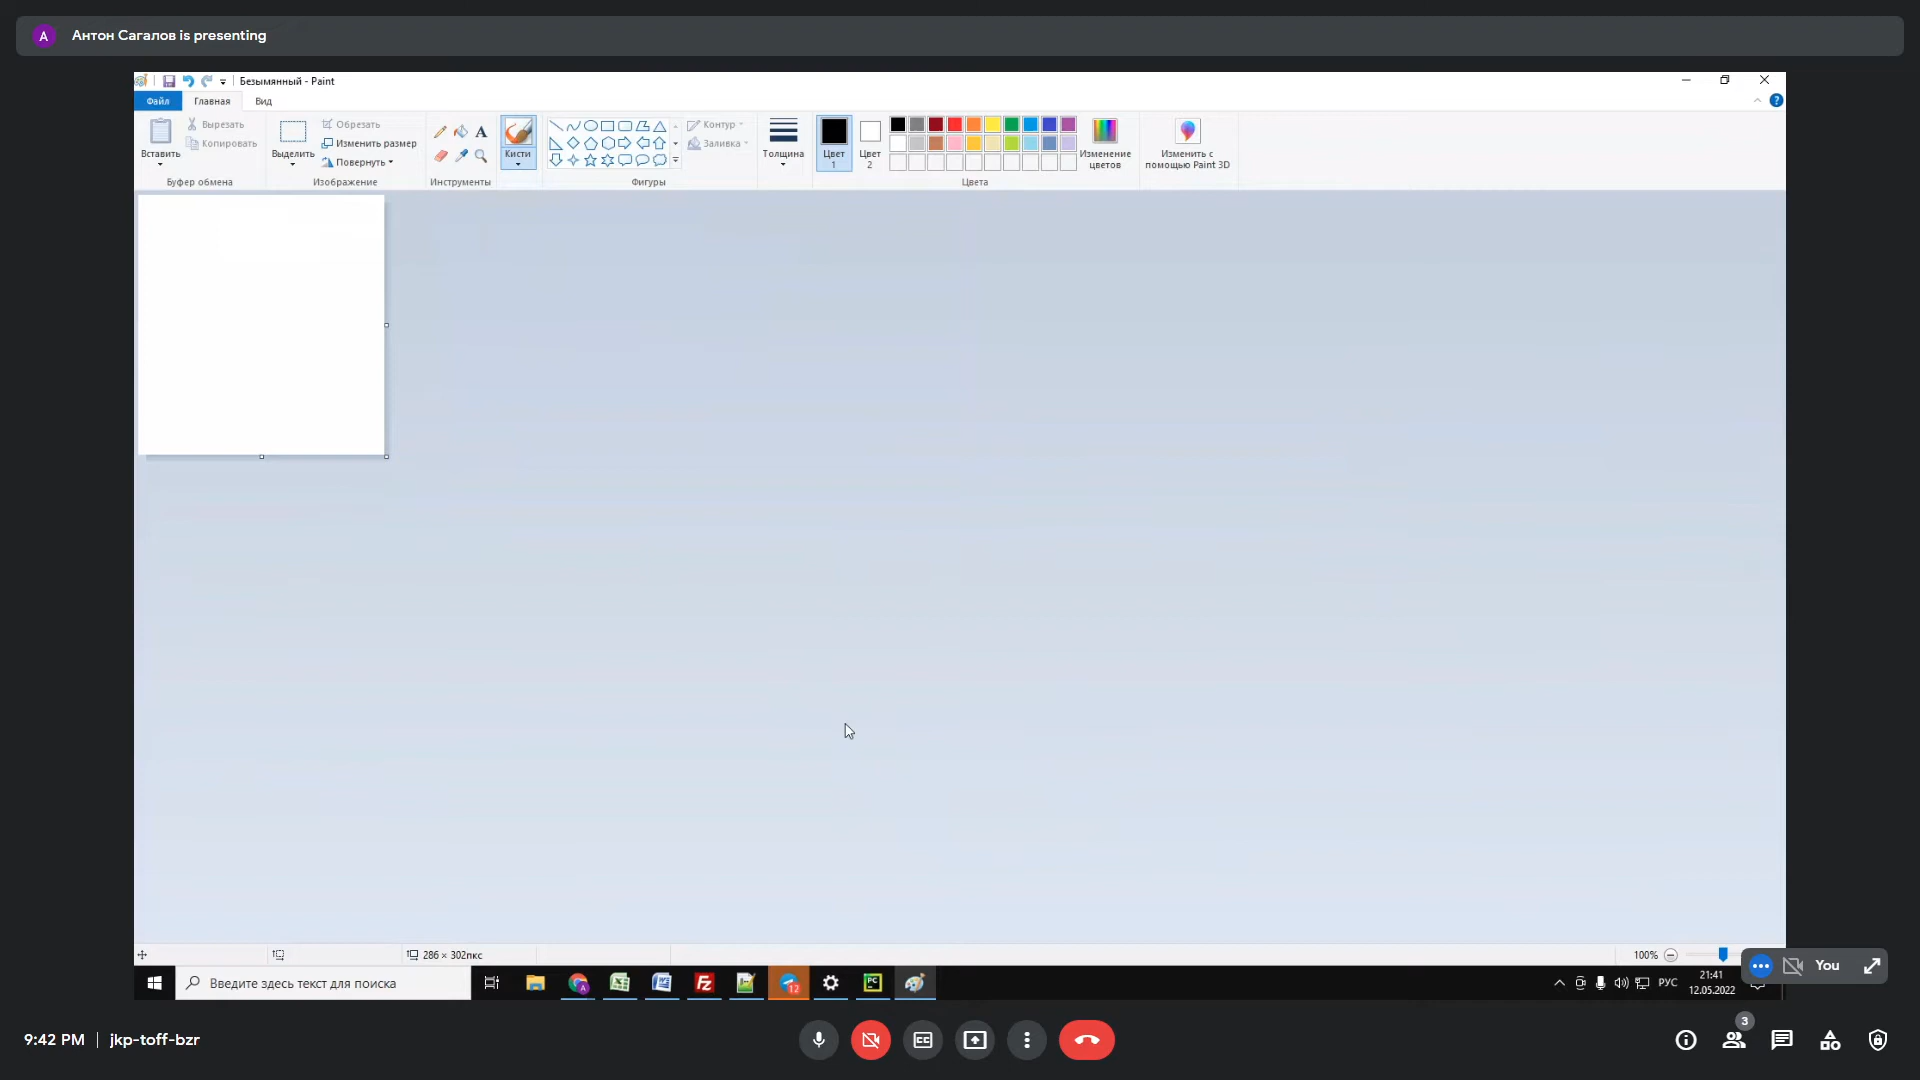 A Антон Сагалов is presenting
Безымянный - Paint
Файл Главная Вид
Вставить
Вырезать
Копировать
Буфер обмена
Выделить
Обрезать
Изменить размер
Повернуть
Изображение
A
Инструменты
Кисти
Контур
Заливка
Фигуры
Толщина
Цвет
1
Цвет
2
Изменение
цветов
Цвета
Изменить с
помощью Paint 3D
286 × 302пкс
100%
You
Введите здесь текст для поиска
12
PC
РУС
21:41
12.05.2022
9:42 PM | jkp-toff-bzr
3